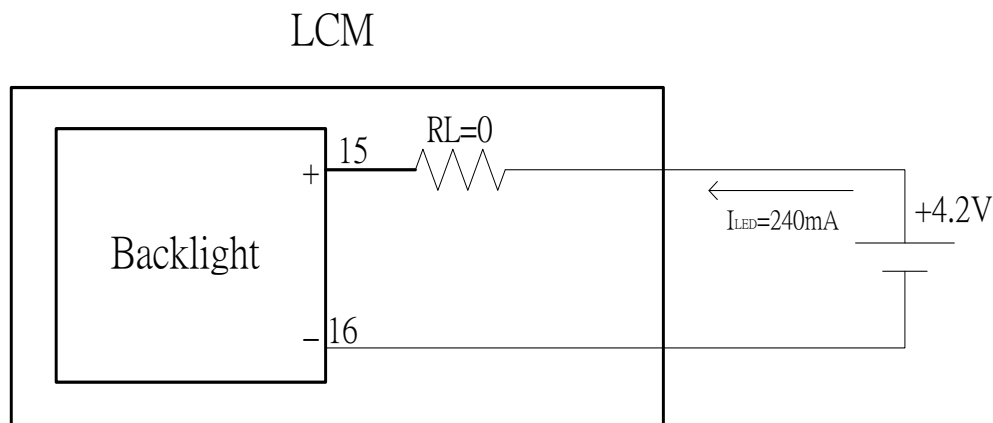 LCM
RL=0
15
+
+4.2V
ILED=240mA
Backlight
16
−